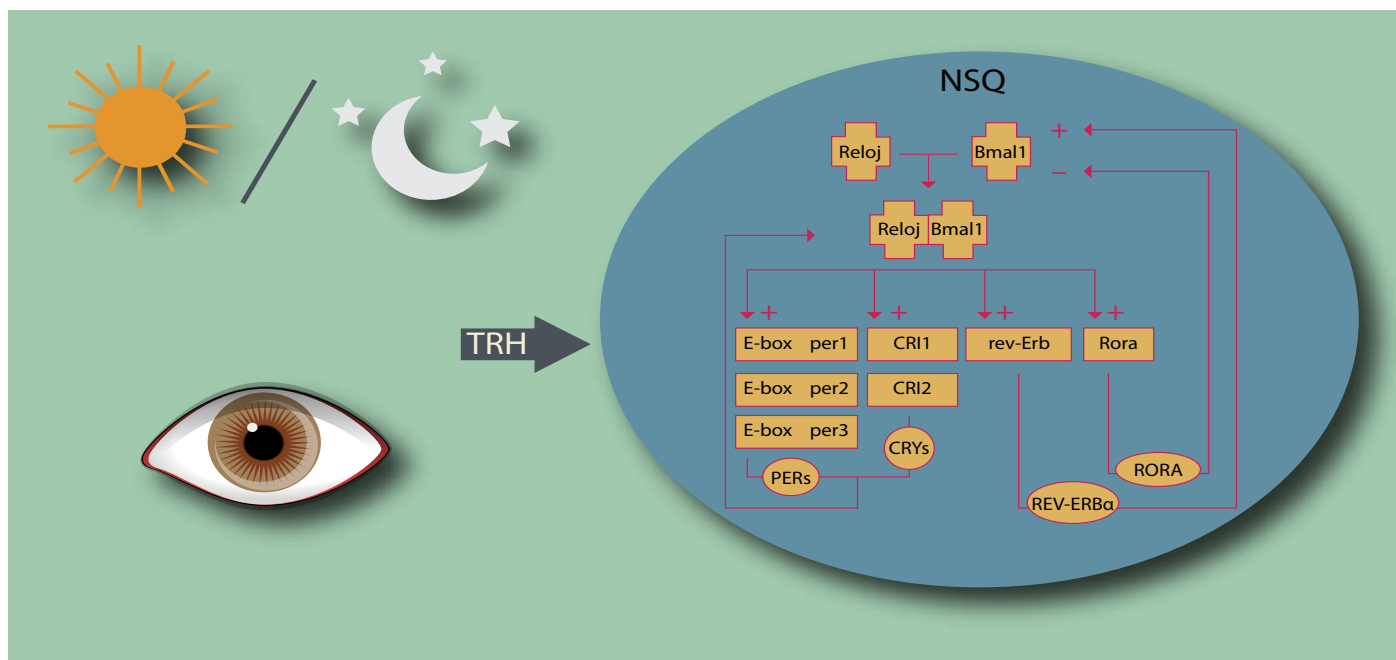 NSQ
Reloj
Bmal1
+
–
Reloj Bmal1
+ + + +
E-box per1 CRI1 rev-Erb Rora
TRH
E-box per2 CRI2
E-box per3
CRYs
PERs
RORA
REV-ERBα